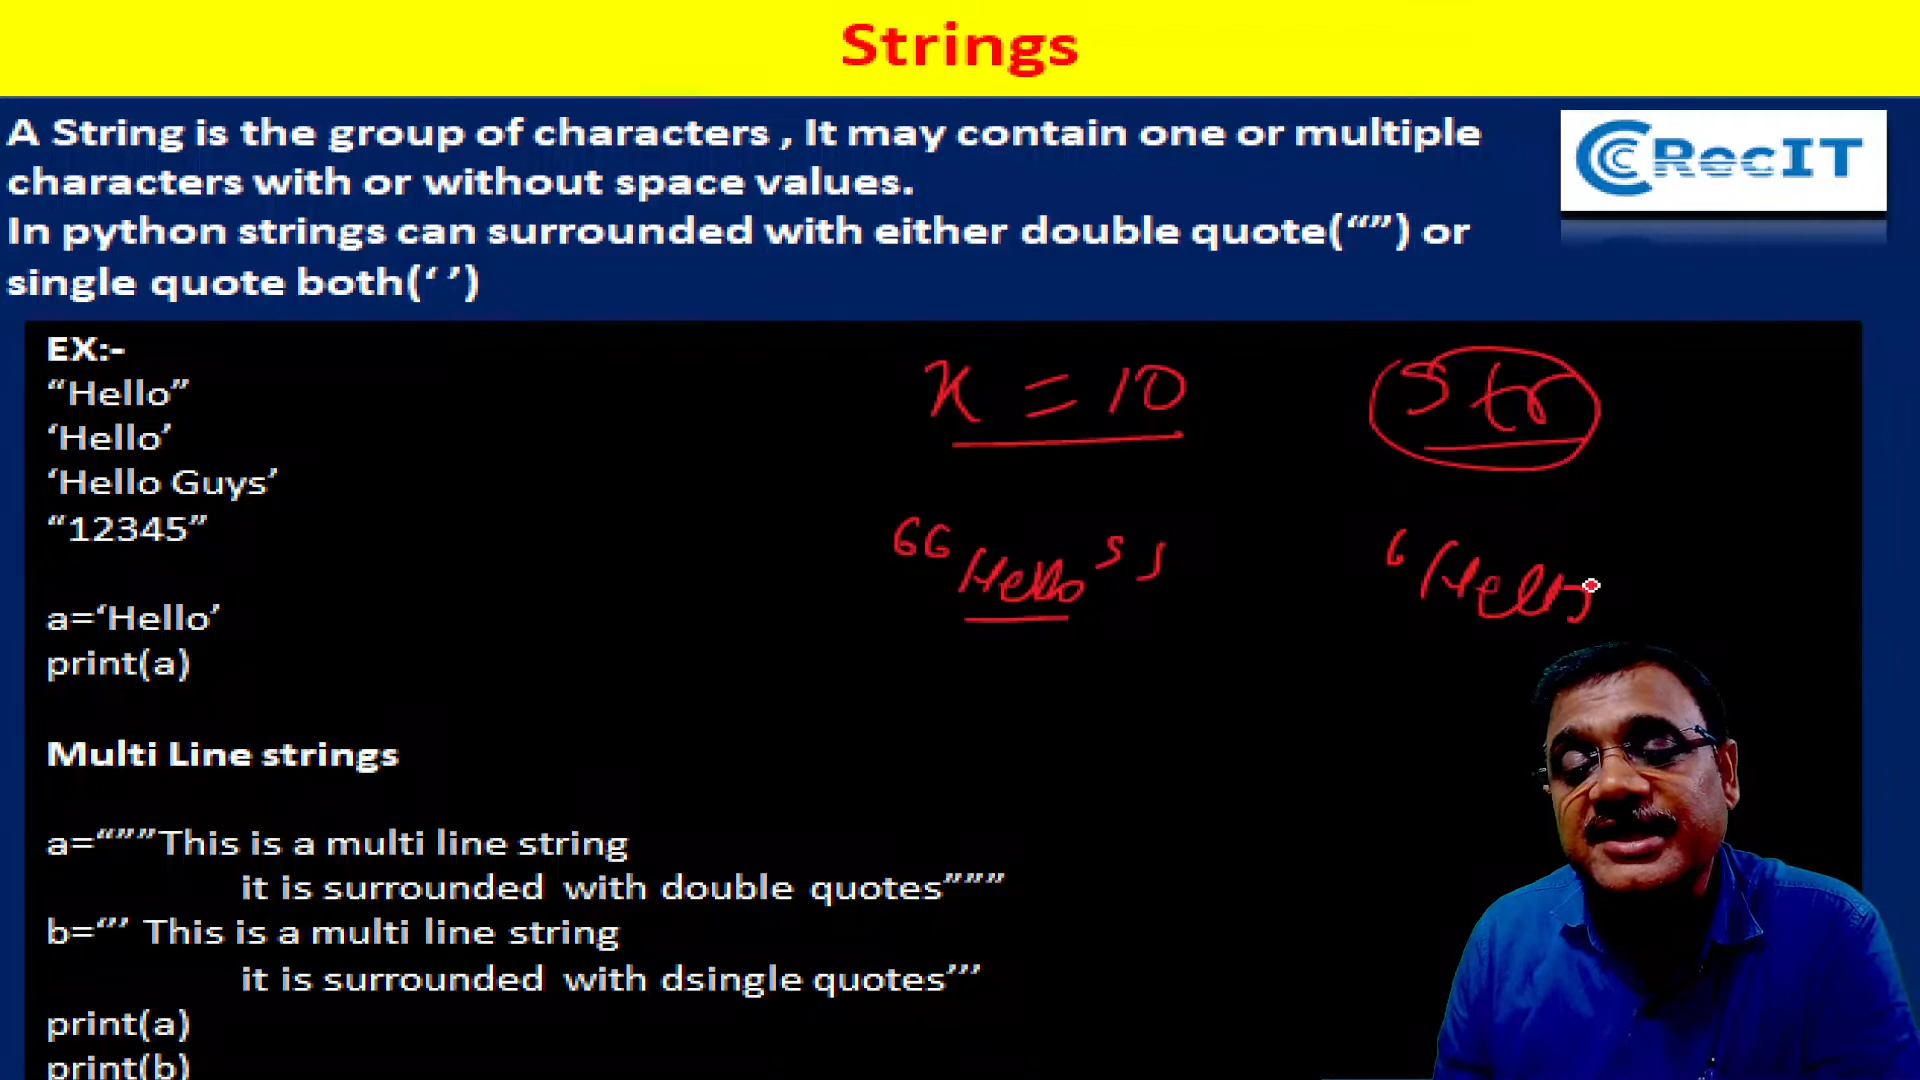 Strings
A String is the group of characters , It may contain one or multiple
characters with or without space values.
In python strings can surrounded with either double quote(“”) or
single quote both(‘ ’)
RocIT
EX:-
“Hello”
‘Hello’
‘Hello Guys’
“12345”
a=‘Hello’
print(a)
x = 10
Str
“Hello”
‘Hello
Multi Line strings
a=“””This is a multi line string
it is surrounded with double quotes”””
b=‘’’ This is a multi line string
it is surrounded with dsingle quotes’’’
print(a)
print(b)